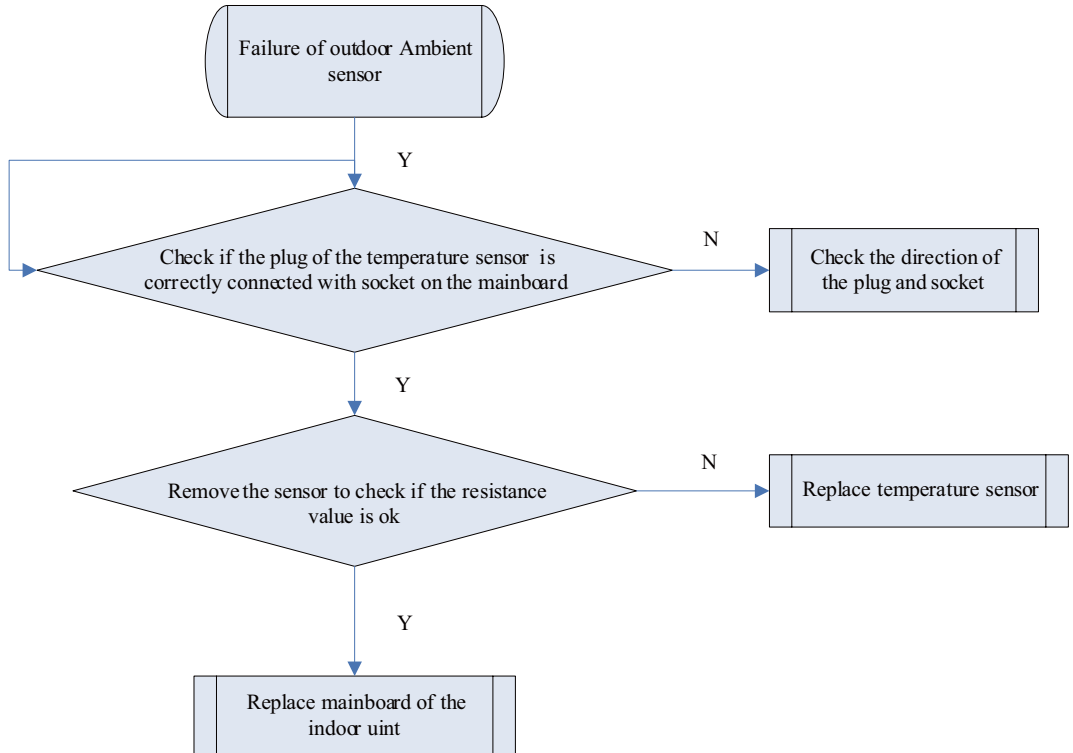 Failure of outdoor Ambient
sensor
Y
Check if the plug of the temperature sensor is
correctly connected with socket on the mainboard
N
Check the direction of
the plug and socket
Y
Remove the sensor to check if the resistance
value is ok
N
Replace temperature sensor
Y
Replace mainboard of the
indoor uint